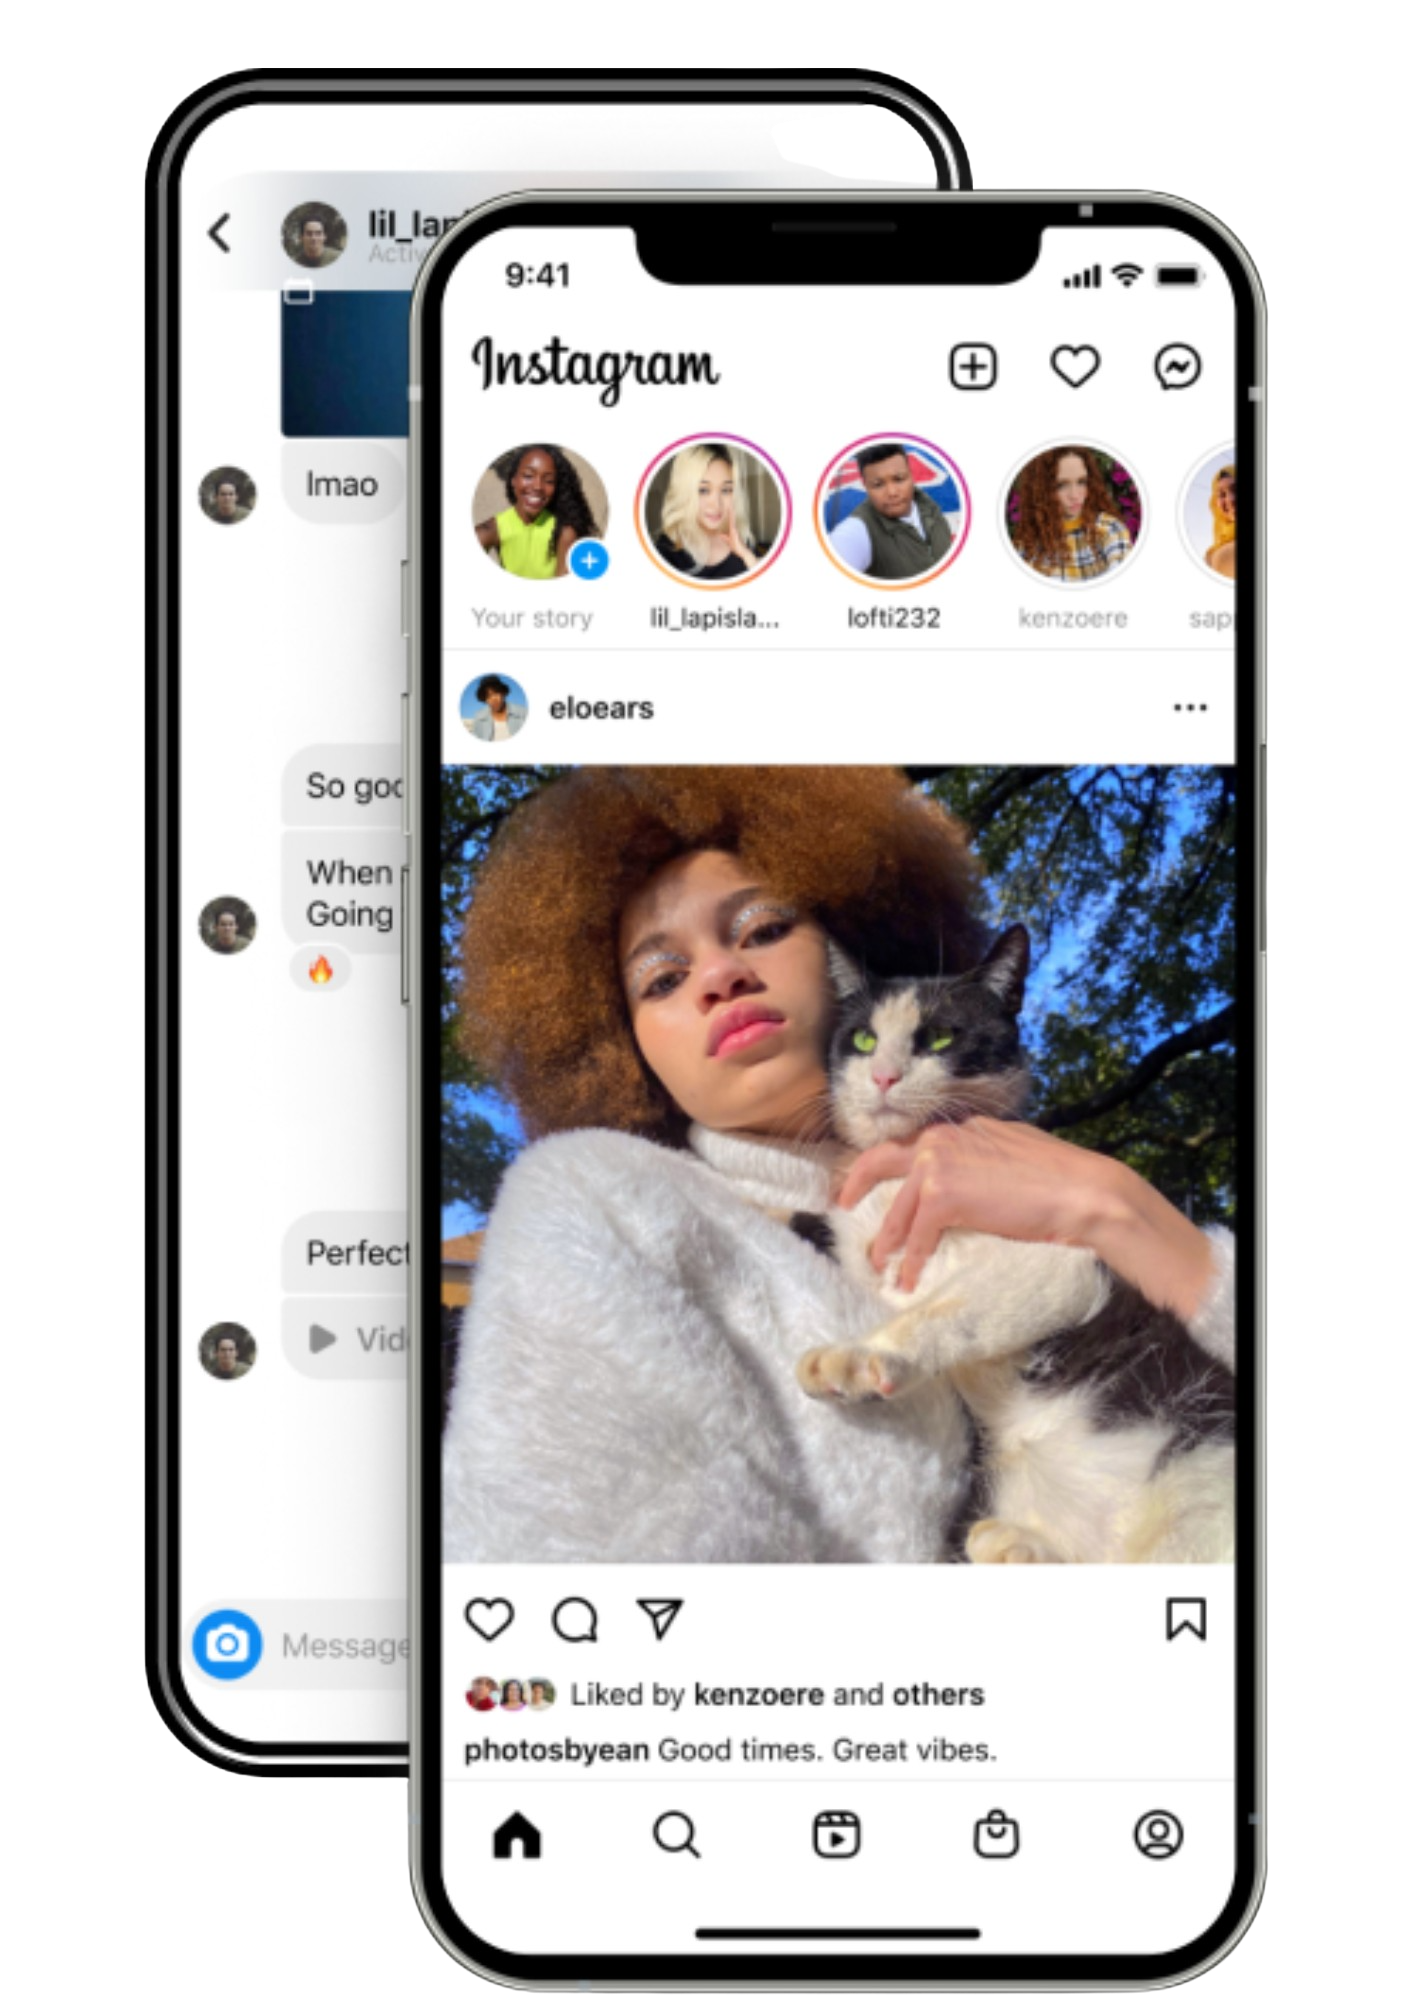 lil_lap
Activ
lmao
So goo
When
Going
Perfect
Vid
Message
9:41
Instagram
Your story
lil_lapisla...
lofti232
kenzoere
sap
eloears
Liked by kenzoere and others
photosbyean Good times. Great vibes.